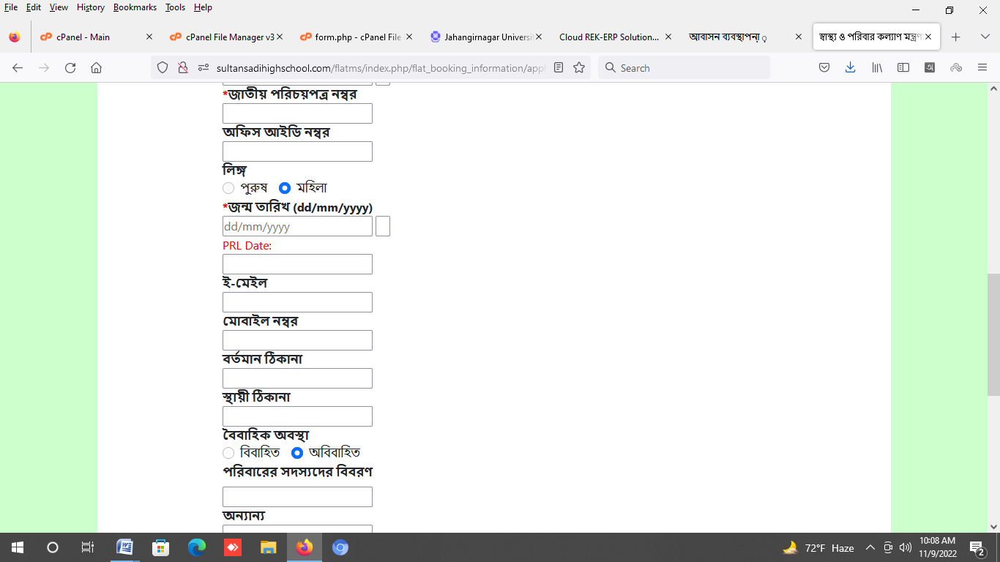 File Edit View History Bookmarks Tools Help
cPanel - Main
cPanel File Manager v3
form.php - cPanel File
Jahangirnagar Universi
Cloud REK-ERP Solution...
আবাসন ব্যবস্থাপনা
স্বাস্থ্য ও পরিবার কল্যাণ মন্ত্রণ
sultansadihighschool.com/flatms/index.php/flat_booking_information/appl
Search
*জাতীয় পরিচয়পত্র নম্বর
অফিস আইডি নম্বর
লিঙ্গ
পুরুষ মহিলা
*জন্ম তারিখ (dd/mm/yyyy)
dd/mm/yyyy
PRL Date:
ই-মেইল
মোবাইল নম্বর
বর্তমান ঠিকানা
স্থায়ী ঠিকানা
বৈবাহিক অবস্থা
বিবাহিত অবিবাহিত
পরিবারের সদস্যদের বিবরণ
অন্যান্য
72°F Haze
10:08 AM
11/9/2022
2